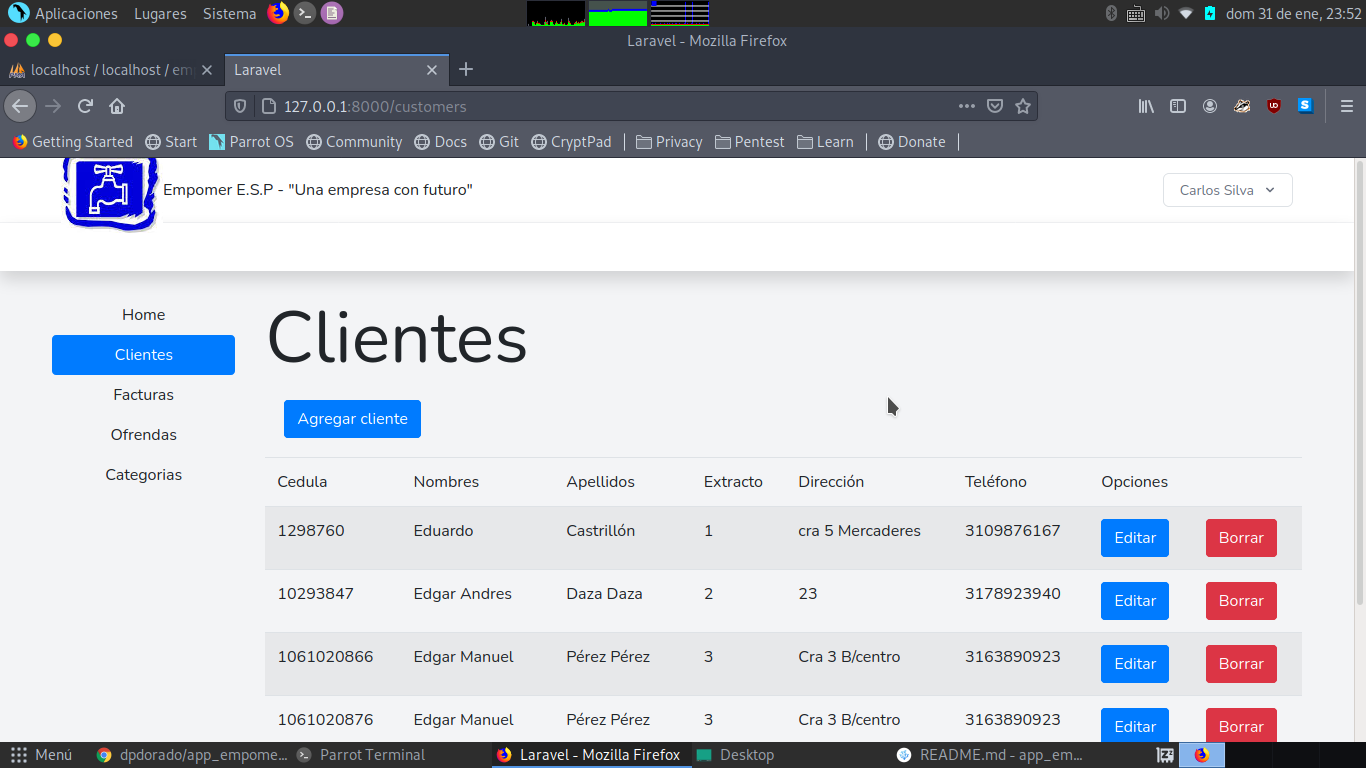 Aplicaciones Lugares Sistema dom 31 de ene, 23:52
Laravel - Mozilla Firefox
localhost / localhost / em Laravel
127.0.0.1:8000/customers
Getting Started Start Parrot OS Community Docs Git CryptPad Privacy Pentest Learn Donate
Empomer E.S.P - "Una empresa con futuro" Carlos Silva
Home
Clientes
Facturas
Ofrendas
Categorias
Clientes
Agregar cliente
Cedula Nombres Apellidos Extracto Dirección Teléfono Opciones
1298760 Eduardo Castrillón 1 cra 5 Mercaderes 3109876167 Editar Borrar
10293847 Edgar Andres Daza Daza 2 23 3178923940 Editar Borrar
1061020866 Edgar Manuel Pérez Pérez 3 Cra 3 B/centro 3163890923 Editar Borrar
1061020876 Edgar Manuel Pérez Pérez 3 Cra 3 B/centro 3163890923 Editar Borrar
Menú dpdorado/app_empome... Parrot Terminal Laravel - Mozilla Firefox Desktop README.md - app_em...